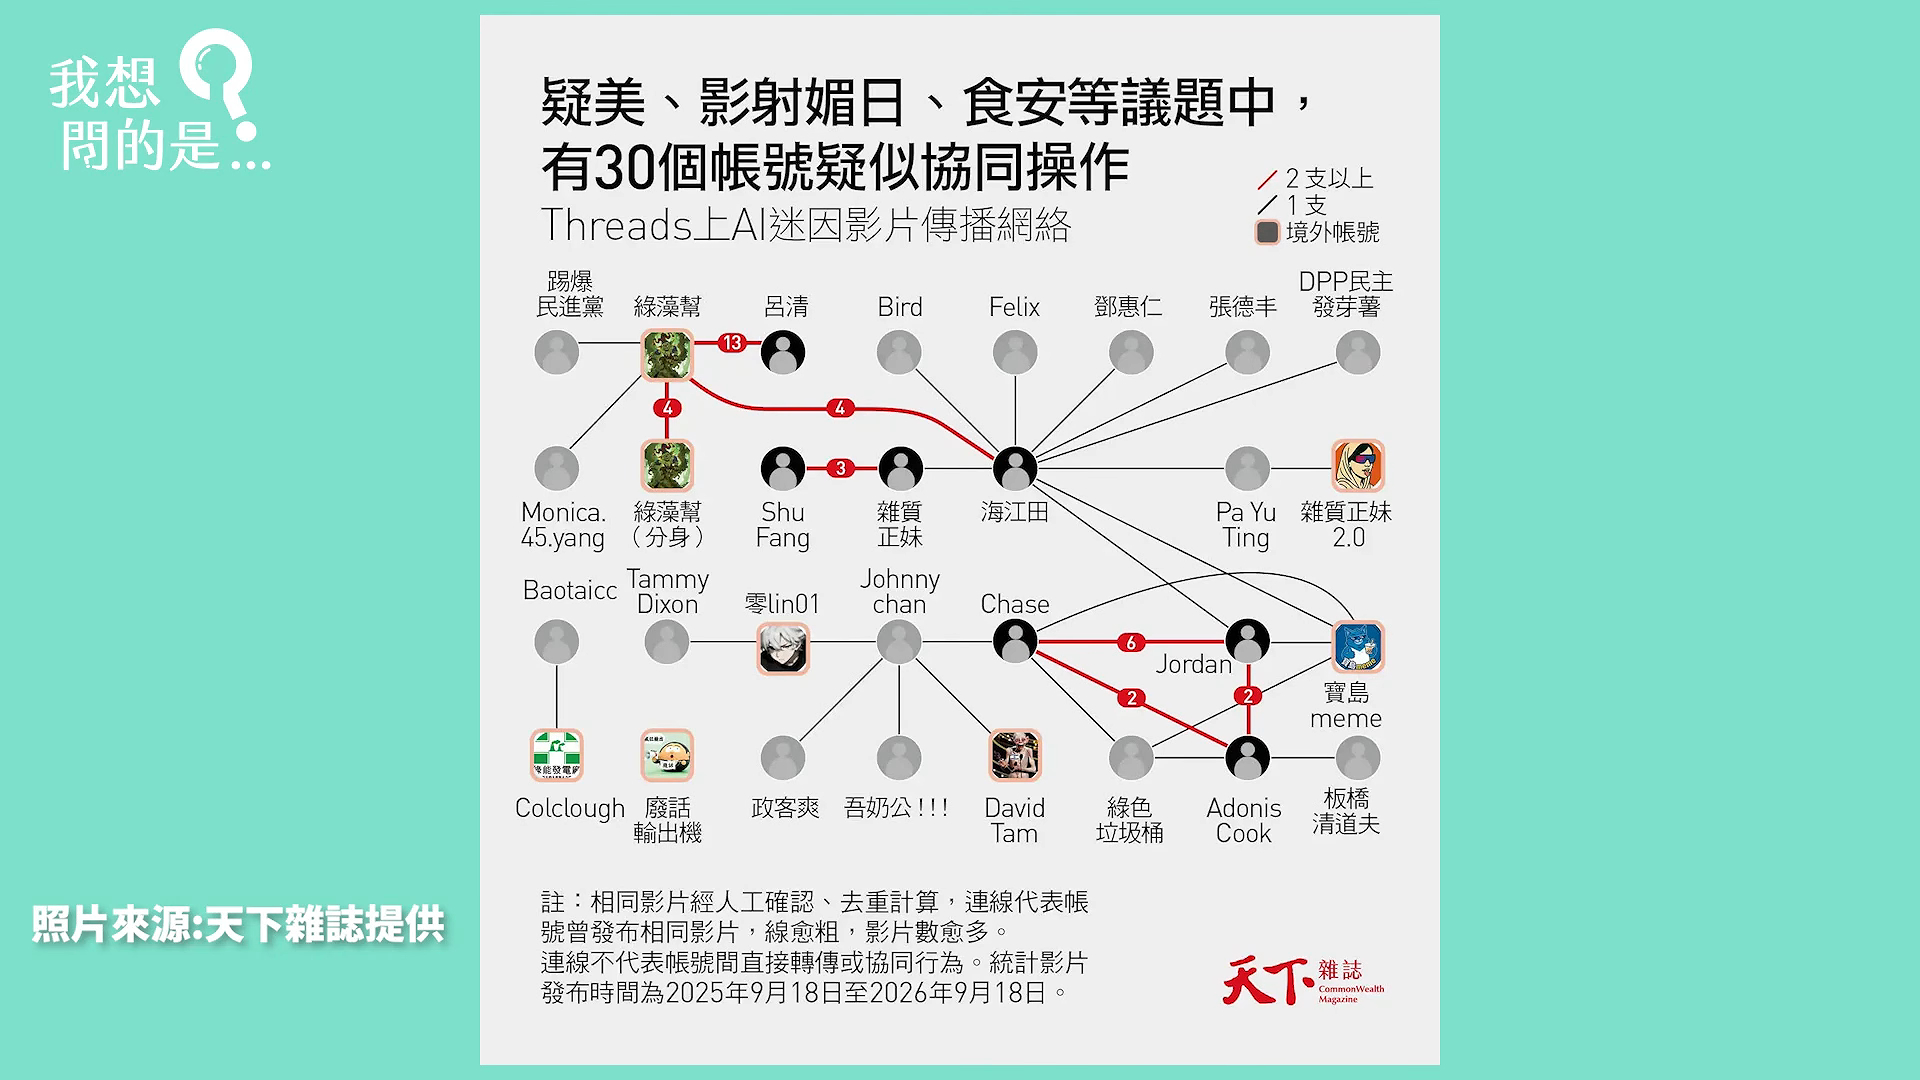 我想
問的是...
疑美、影射媚日、食安等議題中，
有30個帳號疑似協同操作
Threads上AI迷因影片傳播網絡
2 支以上
1 支
境外帳號
踢爆
民進黨
綠藻幫
呂清
Bird
Felix
鄧惠仁
張德丰
DPP民主
發芽薯
13
4
4
3
Monica.
45.yang
綠藻幫
（分身）
Shu
Fang
雜質
正妹
海江田
Pa Yu
Ting
雜質正妹
2.0
Baotaicc
Tammy
Dixon
零lin01
Johnny
chan
Chase
6
Jordan
2
2
寶島
meme
Colclough
廢話
輸出機
政客爽
吾奶公 ! ! !
David
Tam
綠色
垃圾桶
Adonis
Cook
板橋
清道夫
註：相同影片經人工確認、去重計算，連線代表帳
號曾發布相同影片，線愈粗，影片數愈多。
連線不代表帳號間直接轉傳或協同行為。統計影片
發布時間為2025年9月18日至2026年9月18日。
天下雜誌
CommonWealth
Magazine
照片來源:天下雜誌提供